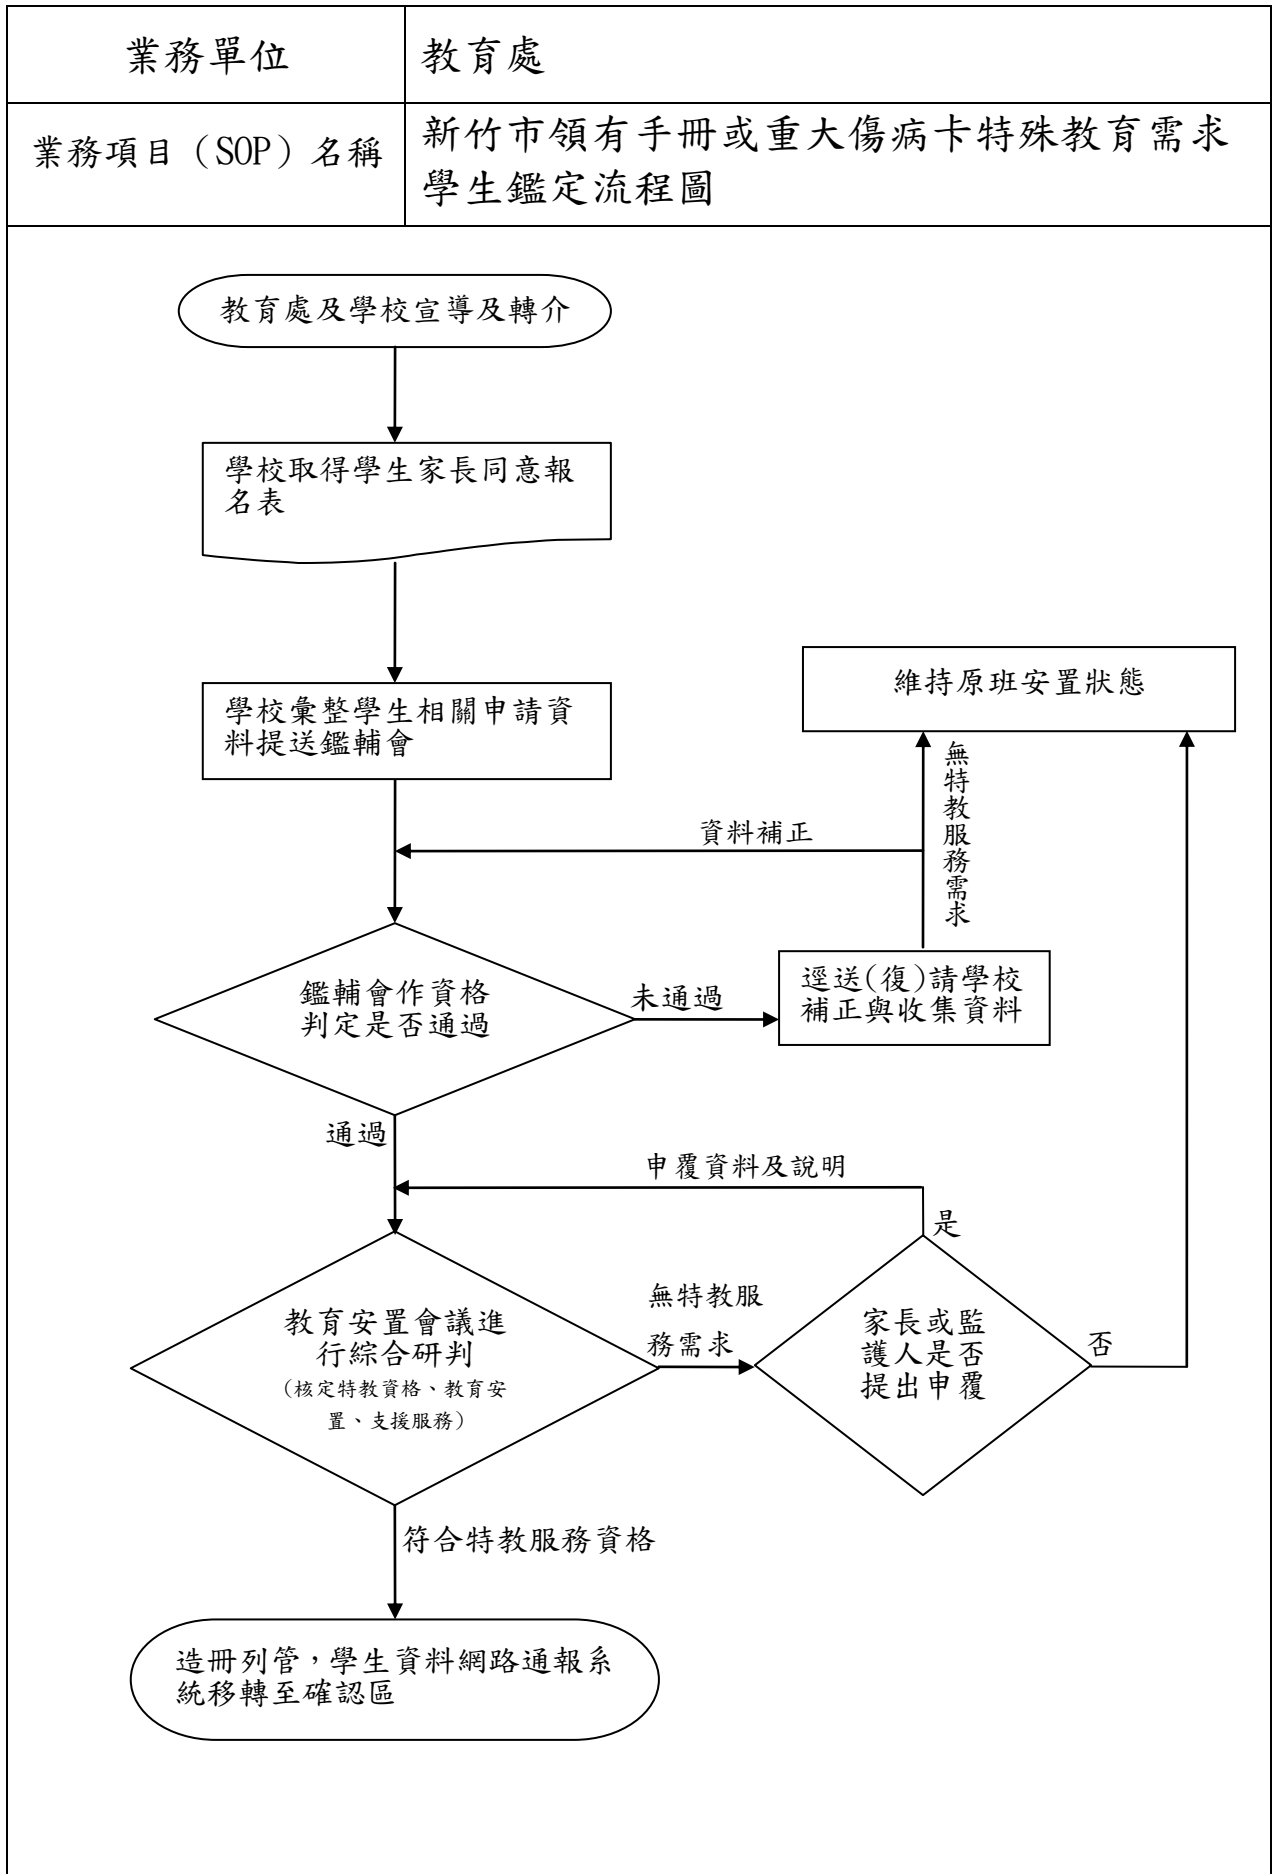 業務單位
教育處
業務項目（SOP）名稱
新竹市領有手冊或重大傷病卡特殊教育需求
學生鑑定流程圖
教育處及學校宣導及轉介
學校取得學生家長同意報
名表
學校彙整學生相關申請資
料提送鑑輔會
維持原班安置狀態
無特教服務需求
資料補正
鑑輔會作資格
判定是否通過
未通過
逕送(復)請學校
補正與收集資料
通過
申覆資料及說明
是
教育安置會議進
行綜合研判
（核定特教資格、教育安
置、支援服務）
無特教服
務需求
家長或監
護人是否
提出申覆
否
符合特教服務資格
造冊列管，學生資料網路通報系
統移轉至確認區